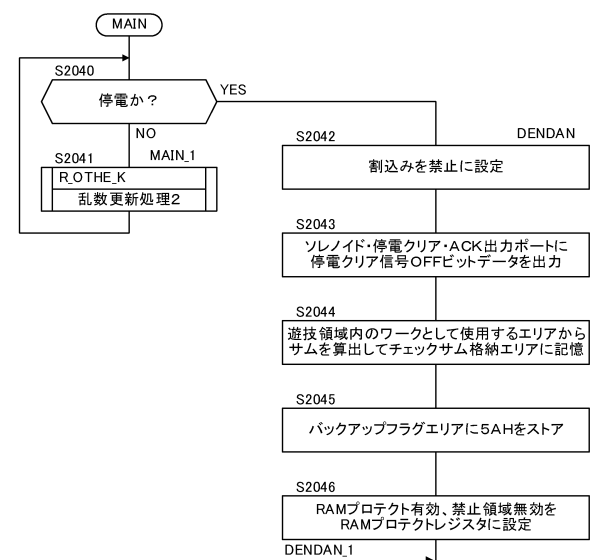 MAIN
S2040
停電か？
YES
NO
S2041
MAIN_1
R_OTHE_K
乱数更新処理２
S2042
DENDAN
割込みを禁止に設定
S2043
ソレノイド・停電クリア・ACK出力ポートに
停電クリア信号ＯＦＦビットデータを出力
S2044
遊技領域内のワークとして使用するエリアから
サムを算出してチェックサム格納エリアに記憶
S2045
バックアップフラグエリアに５ＡＨをストア
S2046
RAMプロテクト有効、禁止領域無効を
RAMプロテクトレジスタに設定
DENDAN_1